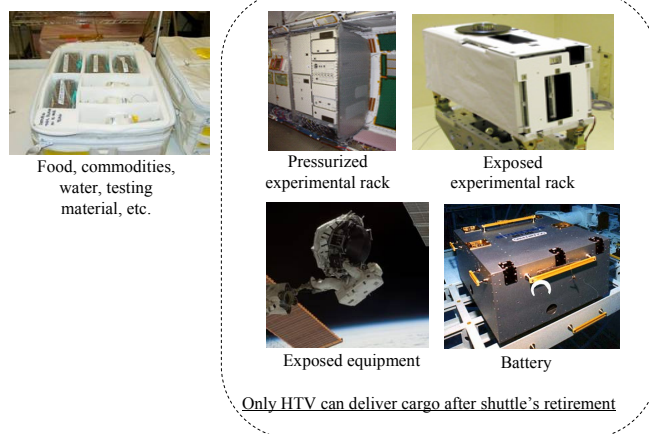 Food, commodities,
water, testing
material, etc.
Pressurized
experimental rack
Exposed
experimental rack
Exposed equipment
Battery
Only HTV can deliver cargo after shuttle's retirement